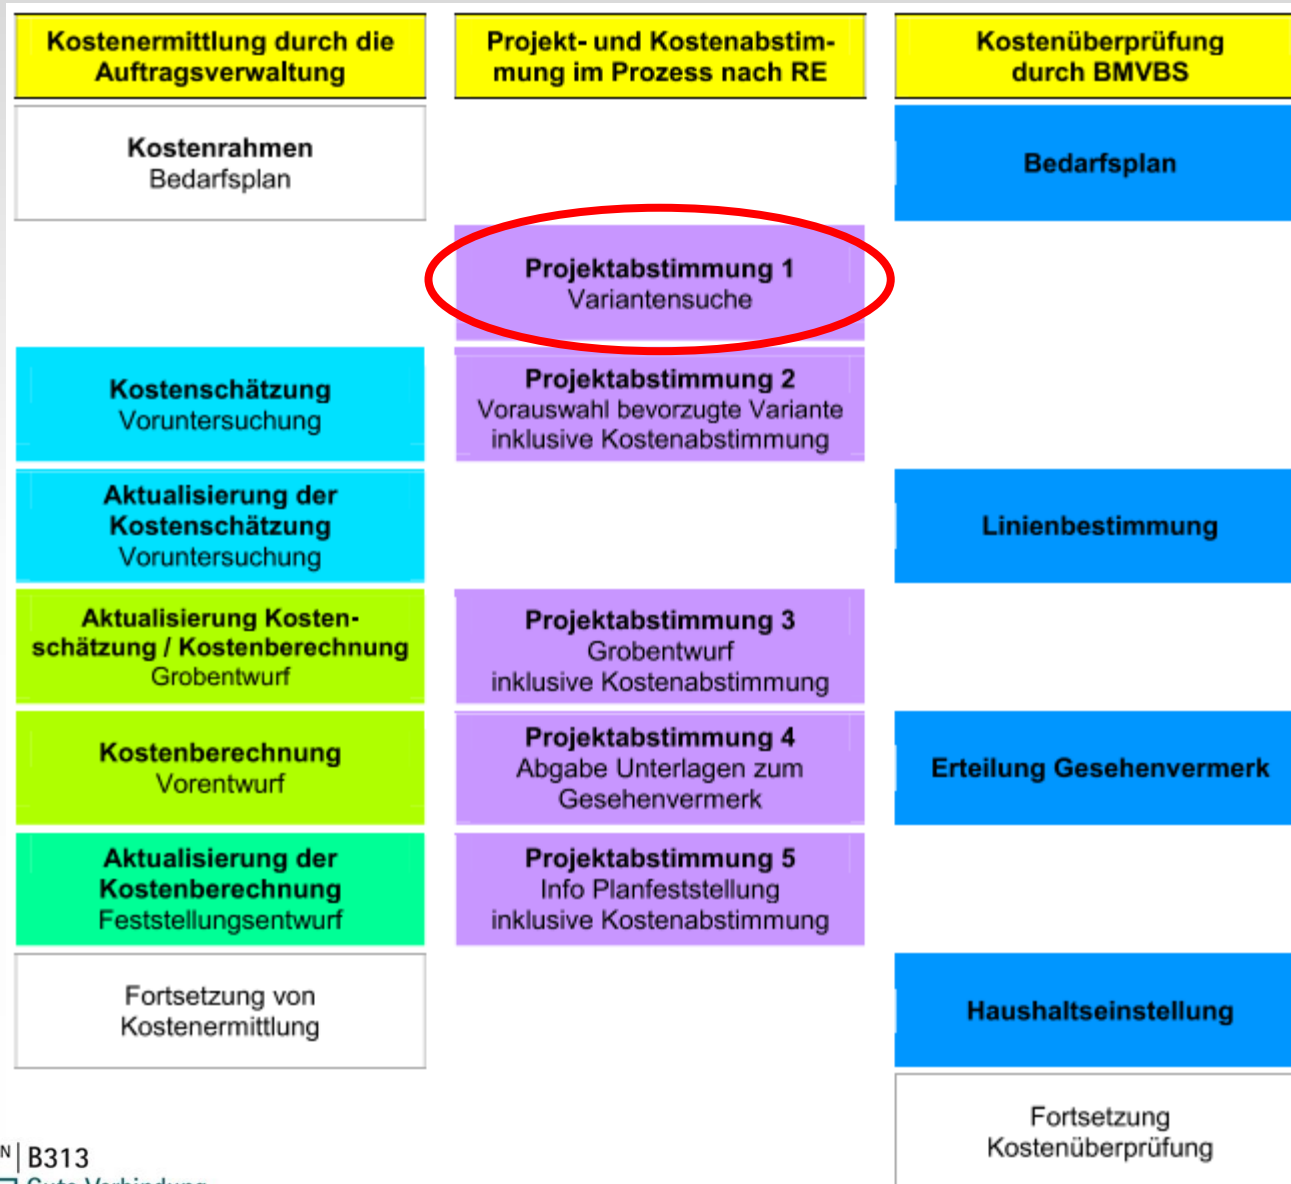 Kostenermittlung durch die
Auftragsverwaltung
Projekt- und Kostenabstim-
mung im Prozess nach RE
Kostenüberprüfung
durch BMVBS
Kostenrahmen
Bedarfsplan
Bedarfsplan
Projektabstimmung 1
Variantensuche
Kostenschätzung
Voruntersuchung
Projektabstimmung 2
Vorauswahl bevorzugte Variante
inklusive Kostenabstimmung
Aktualisierung der
Kostenschätzung
Voruntersuchung
Linienbestimmung
Aktualisierung Kosten-
schätzung / Kostenberechnung
Grobentwurf
Projektabstimmung 3
Grobentwurf
inklusive Kostenabstimmung
Kostenberechnung
Vorentwurf
Projektabstimmung 4
Abgabe Unterlagen zum
Gesehenvermerk
Erteilung Gesehenvermerk
Aktualisierung der
Kostenberechnung
Feststellungsentwurf
Projektabstimmung 5
Info Planfeststellung
inklusive Kostenabstimmung
Fortsetzung von
Kostenermittlung
Haushaltseinstellung
Fortsetzung
Kostenüberprüfung
N | B313
Gute Verbindung